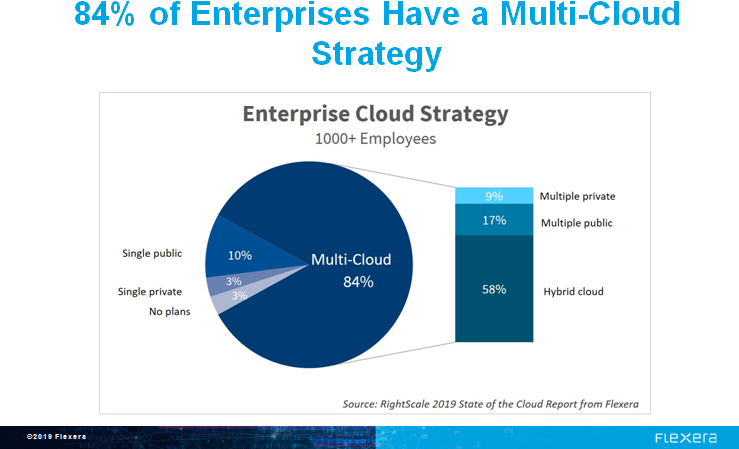 84% of Enterprises Have a Multi-Cloud
Strategy
Enterprise Cloud Strategy
1000+ Employees
Single public
10%
Single private
3%
No plans
3%
Multi-Cloud
84%
9%
Multiple private
17%
Multiple public
58%
Hybrid cloud
Source: RightScale 2019 State of the Cloud Report from Flexera
©2019 Flexera
FLEXERA